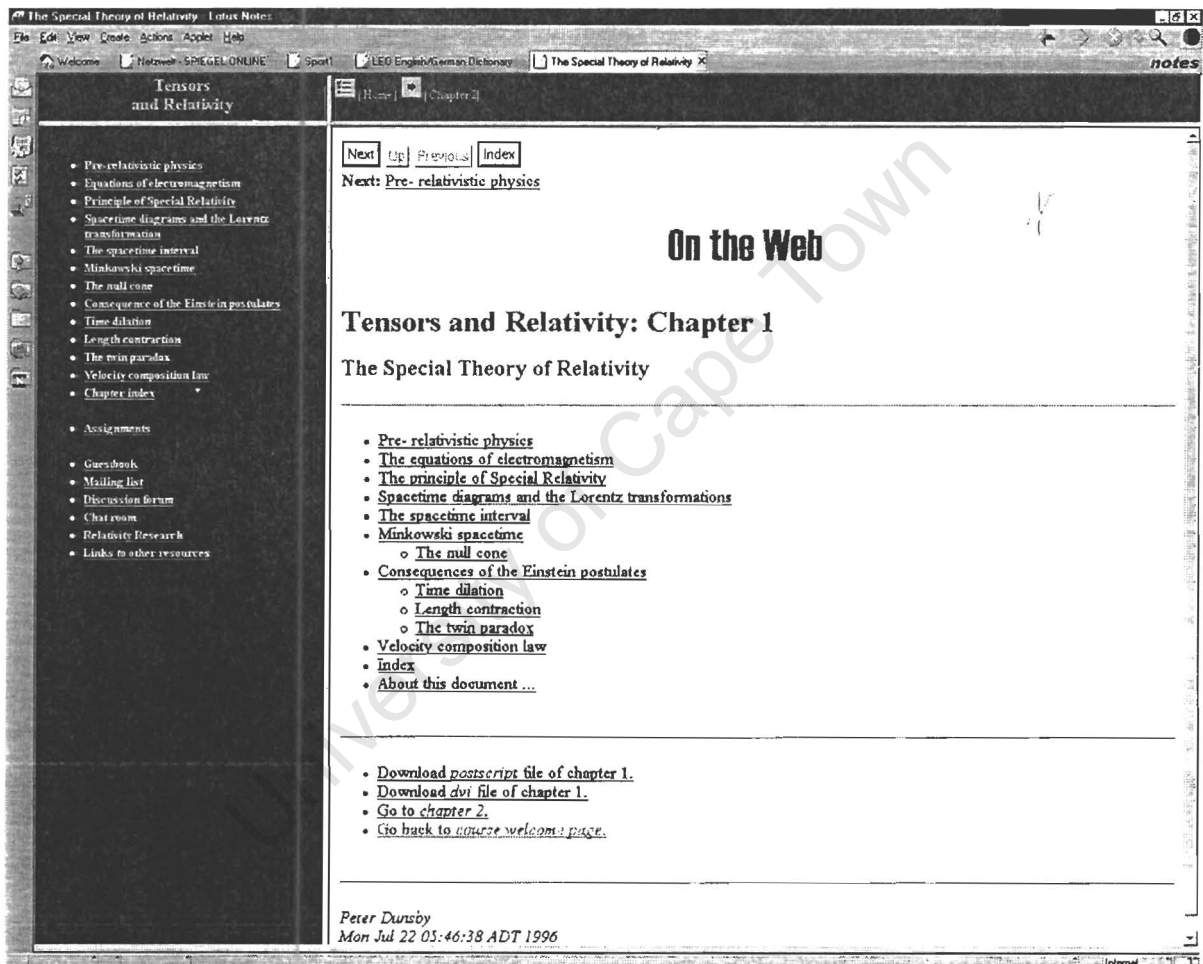 The Special Theory of Relativity - Lotus Notes
File Edit View Create Actions Applet Help
Welcome Netzwelt - SPIEGEL ONLINE Sport1 LEO English/German Dictionary The Special Theory of Relativity X
notes
Tensors
and Relativity
[Home] [Chapter 2]
Pre-relativistic physics
Equations of electromagnetism
Principle of Special Relativity
Spacetime diagrams and the Lorentz
transformation
The spacetime interval
Minkowski spacetime
The null cone
Consequence of the Einstein postulates
Time dilation
Length contraction
The twin paradox
Velocity composition law
Chapter index
Assignments
Guestbook
Mailing list
Discussion forum
Chat room
Relativity Research
Links to other resources
Next Up Previous Index
Next: Pre- relativistic physics
On the Web
Tensors and Relativity: Chapter 1
The Special Theory of Relativity
Pre- relativistic physics
The equations of electromagnetism
The principle of Special Relativity
Spacetime diagrams and the Lorentz transformations
The spacetime interval
Minkowski spacetime
The null cone
Consequences of the Einstein postulates
Time dilation
Length contraction
The twin paradox
Velocity composition law
Index
About this document ...
Download postscript file of chapter 1.
Download dvi file of chapter 1.
Go to chapter 2.
Go back to course welcome page.
Peter Dunsby
Mon Jul 22 05:46:38 ADT 1996
Internet
University of Cape Town